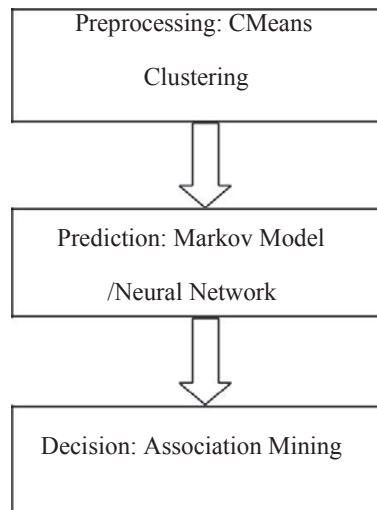 Preprocessing: CMeans
Clustering
Prediction: Markov Model
/Neural Network
Decision: Association Mining